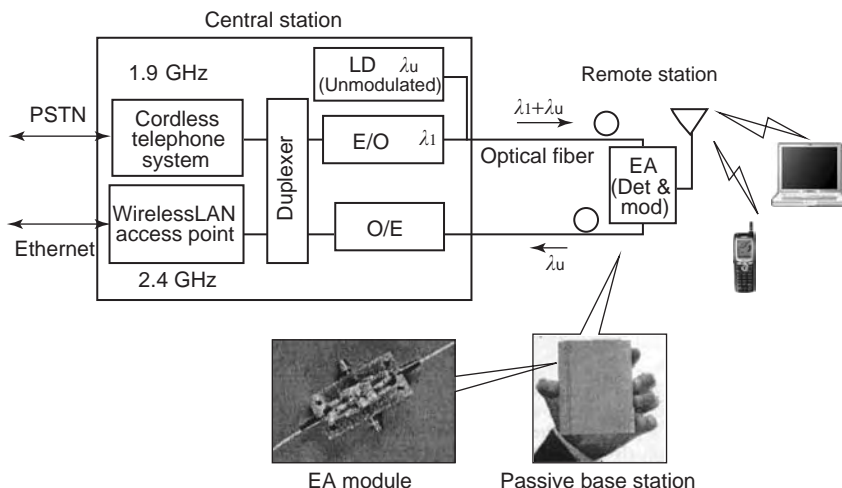 Central station
1.9 GHz
LD λu
(Unmodulated)
Remote station
PSTN
Cordless
telephone
system
Duplexer
E/O λ1
λ1+λu
Optical fiber
EA
(Det &
mod)
WirelessLAN
access point
O/E
Ethernet
λu
2.4 GHz
EA module
Passive base station